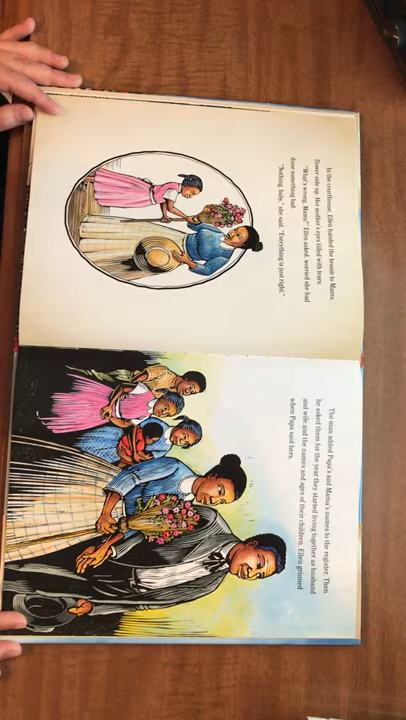 In the courthouse, Ellen handed the broom to Mama,
flower side up. Her mother's eyes filled with tears.
"What's wrong, Mama?" Ellen asked, worried she had
done something bad.
"Nothing, baby," she said. "Everything is just right."
The man added Papa's and Mama's names to the register. Then
he asked them for the year they started living together as husband
and wife and the names and ages of their children. Ellen grinned
when Papa said hers.